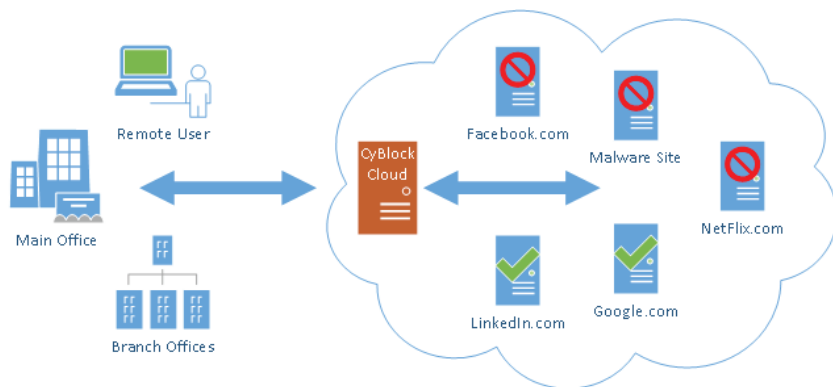 Remote User
Main Office
Branch Offices
CyBlock
Cloud
Facebook.com
Malware Site
NetFlix.com
LinkedIn.com
Google.com